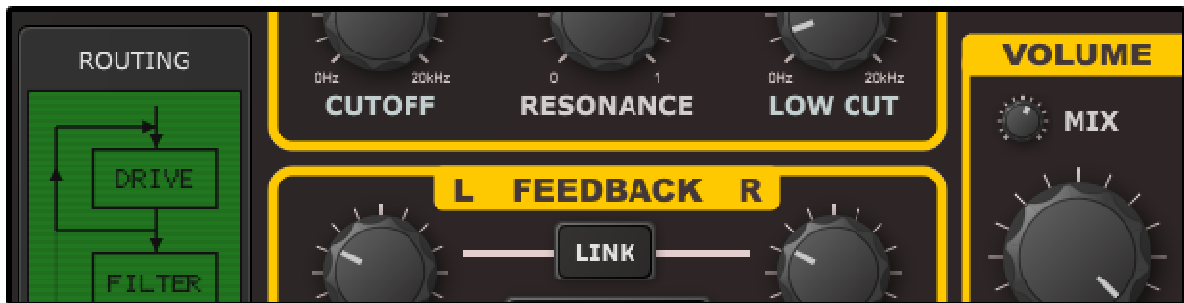 ROUTING
DRIVE
FILTER
0Hz 20kHz
CUTOFF
0 1
RESONANCE
0Hz 20kHz
LOW CUT
L FEEDBACK R
LINK
VOLUME
MIX